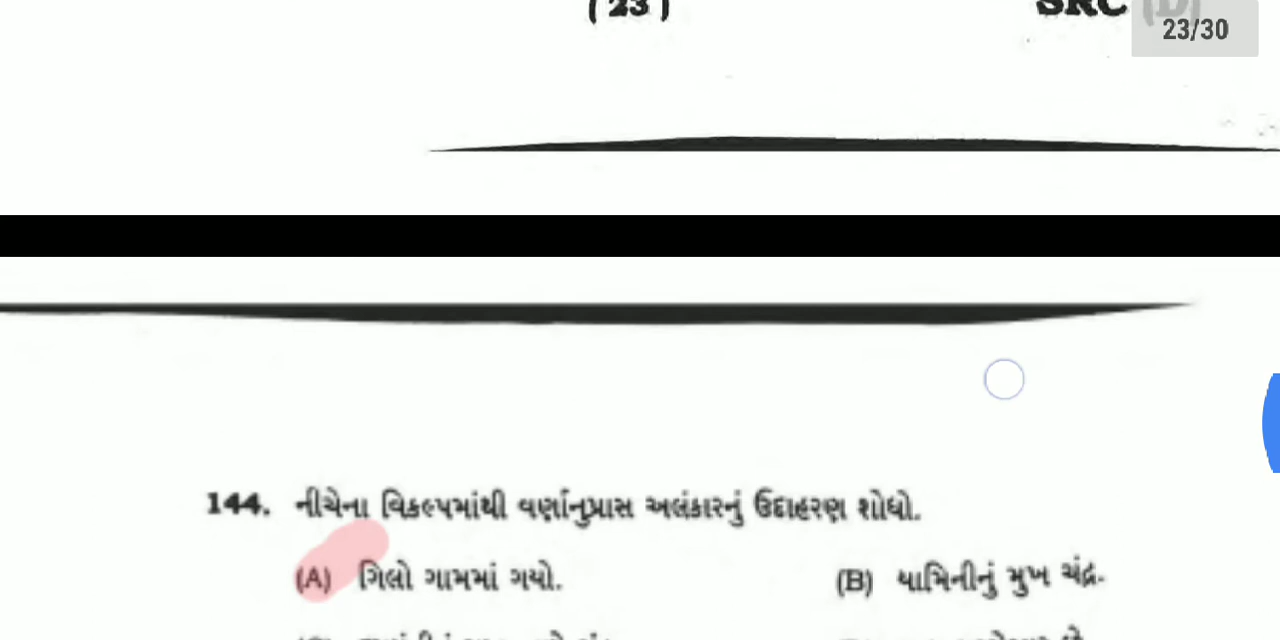 (23)
SRC (D)
23/30
144. નીચેના વિકલ્પમાંથી વર્ણાનુપ્રાસ અલંકારનું ઉદાહરણ શોધો.
(A) ગિલો ગામમાં ગયો.
(B) યામિનીનું મુખ ચંદ્ર-